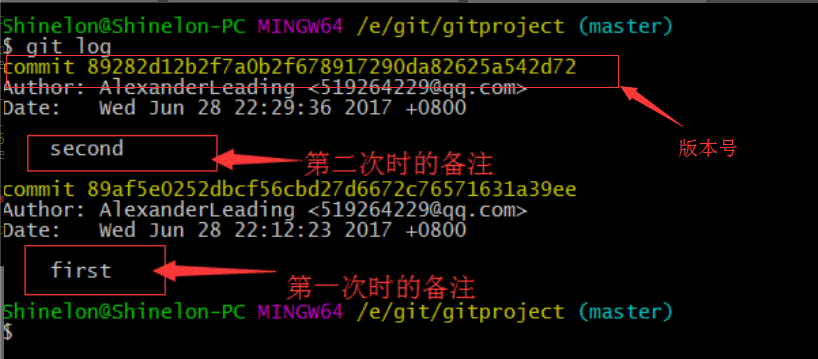 Shinelon@Shinelon-PC MINGW64 /e/git/gitproject (master)
$ git log
commit 89282d12b2f7a0b2f678917290da82625a542d72
Author: AlexanderLeading <519264229@qq.com>
Date:   Wed Jun 28 22:29:36 2017 +0800
版本号
second
第二次时的备注
commit 89af5e0252dbcf56cbd27d6672c76571631a39ee
Author: AlexanderLeading <519264229@qq.com>
Date:   Wed Jun 28 22:12:23 2017 +0800
first
第一次时的备注
Shinelon@Shinelon-PC MINGW64 /e/git/gitproject (master)
$